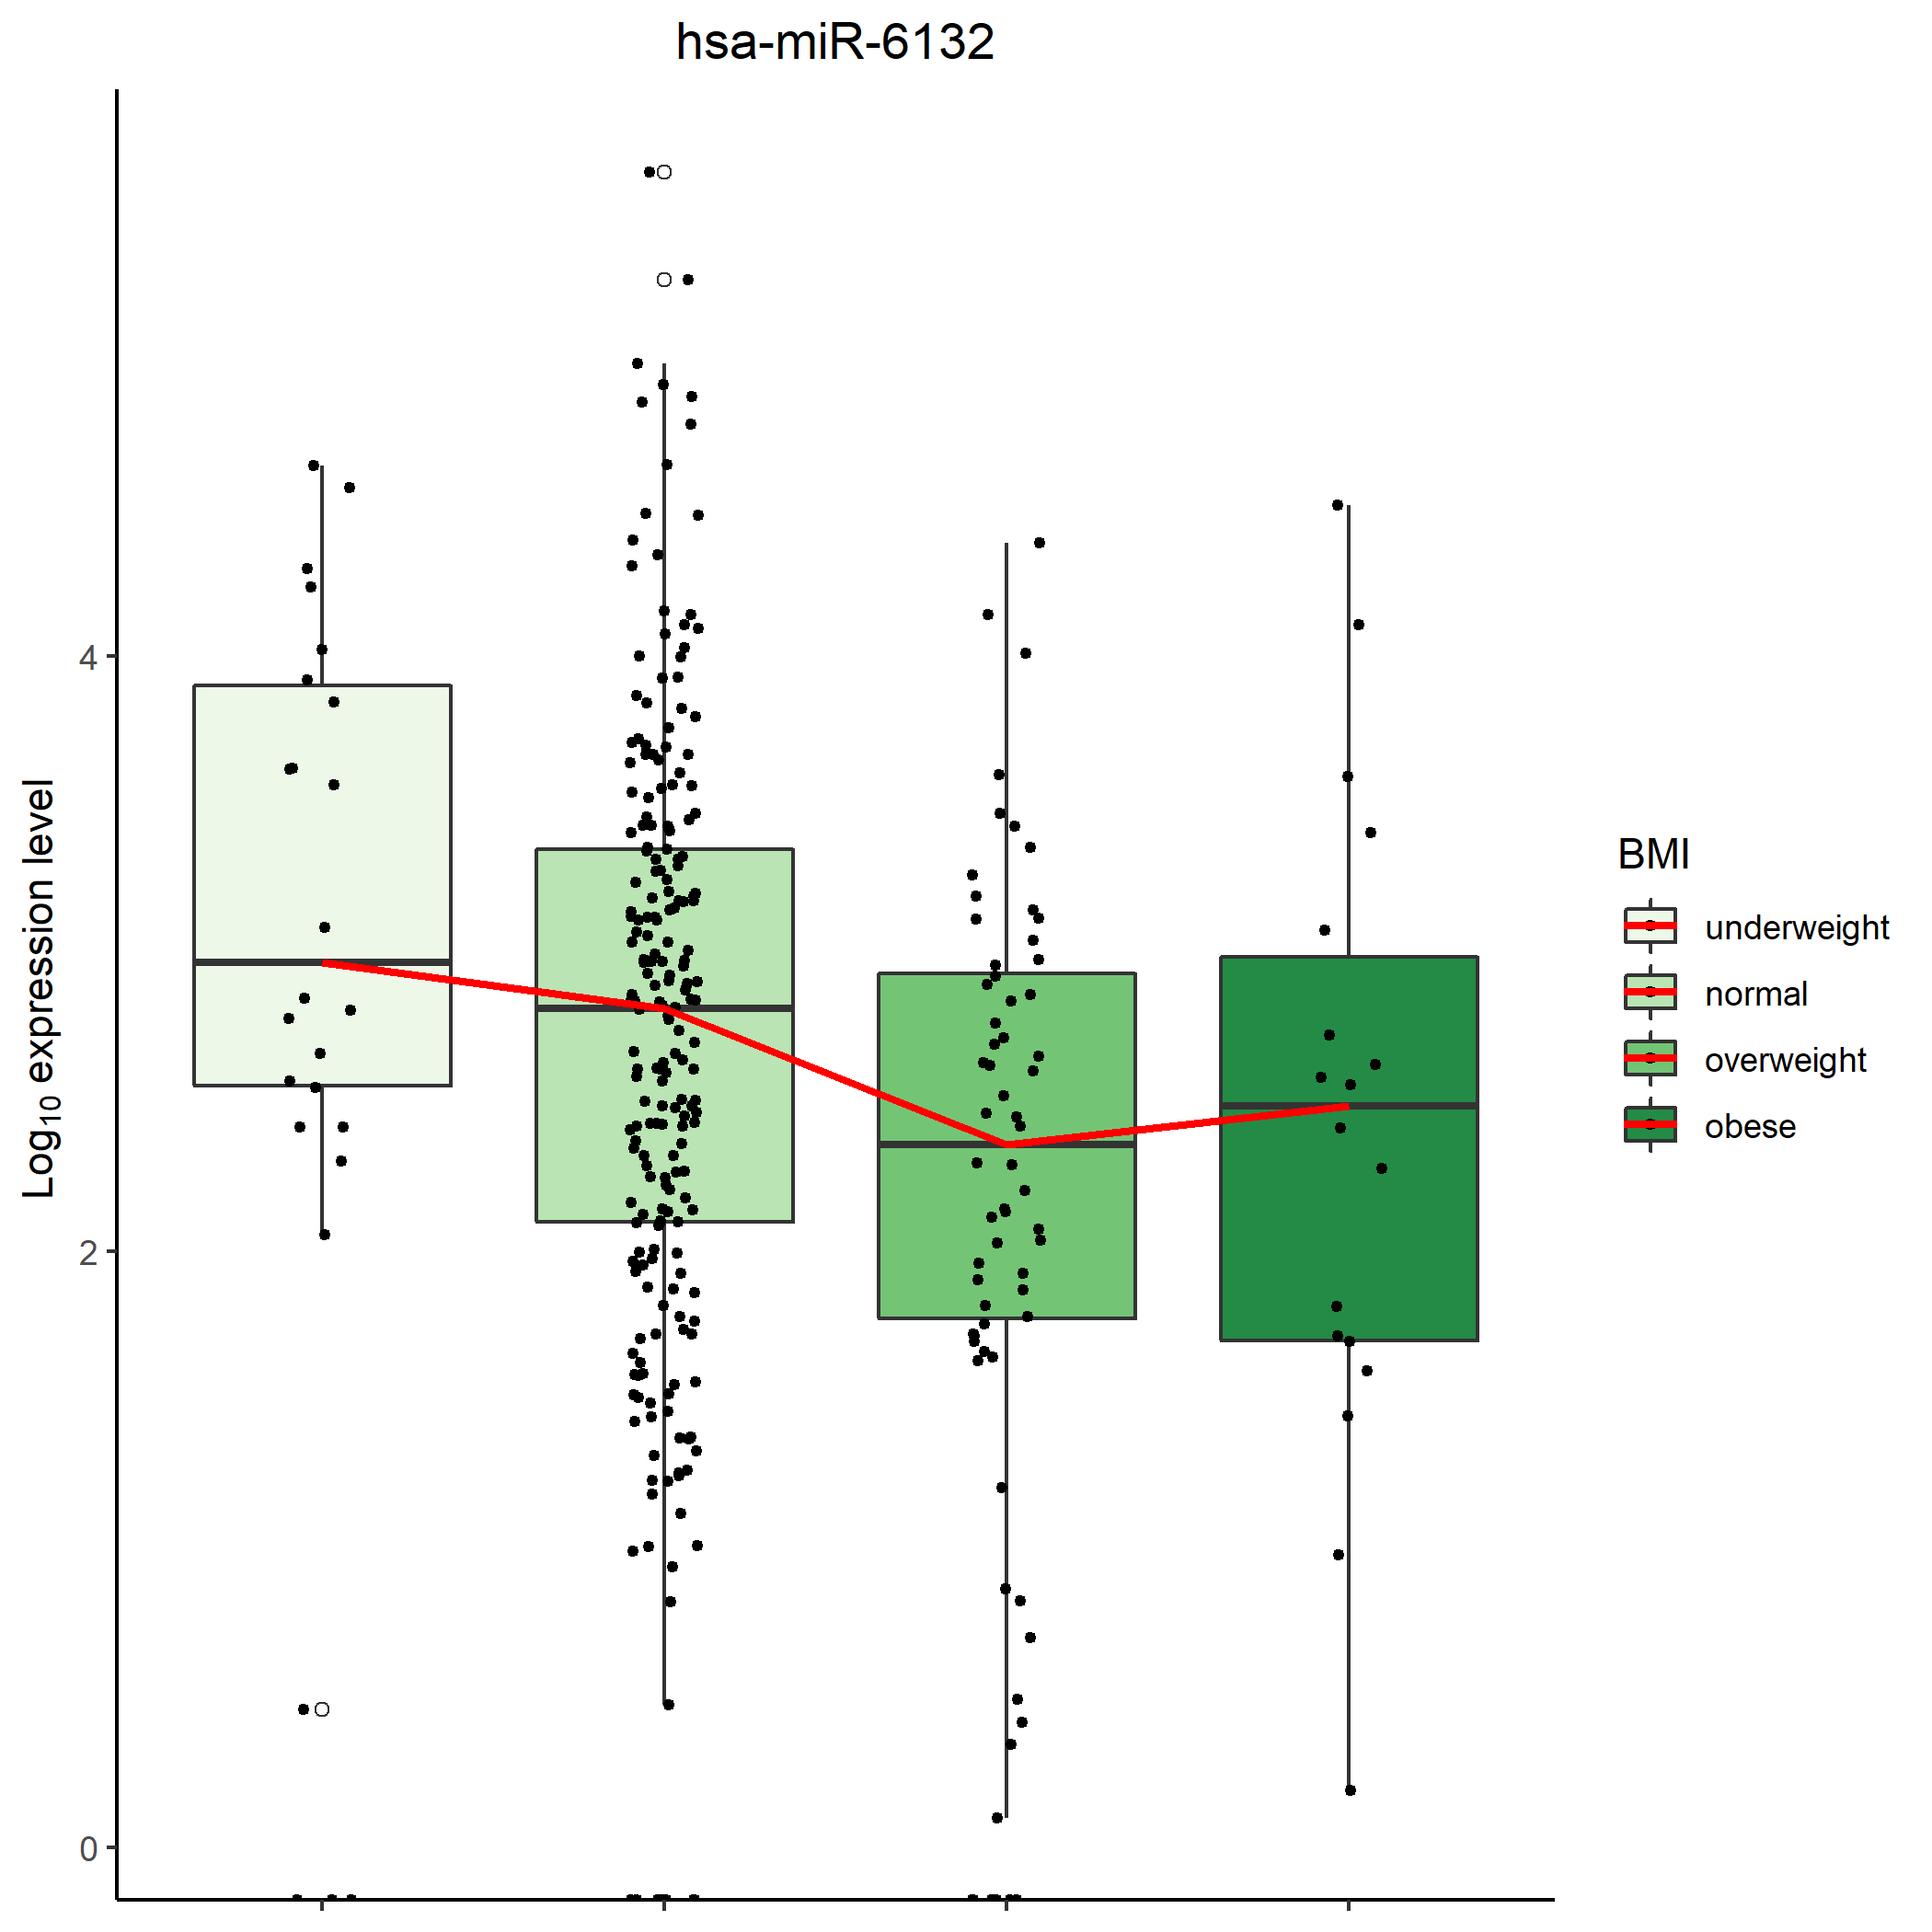 hsa-miR-6132
Log10 expression level
4
2
0
BMI
underweight
normal
overweight
obese